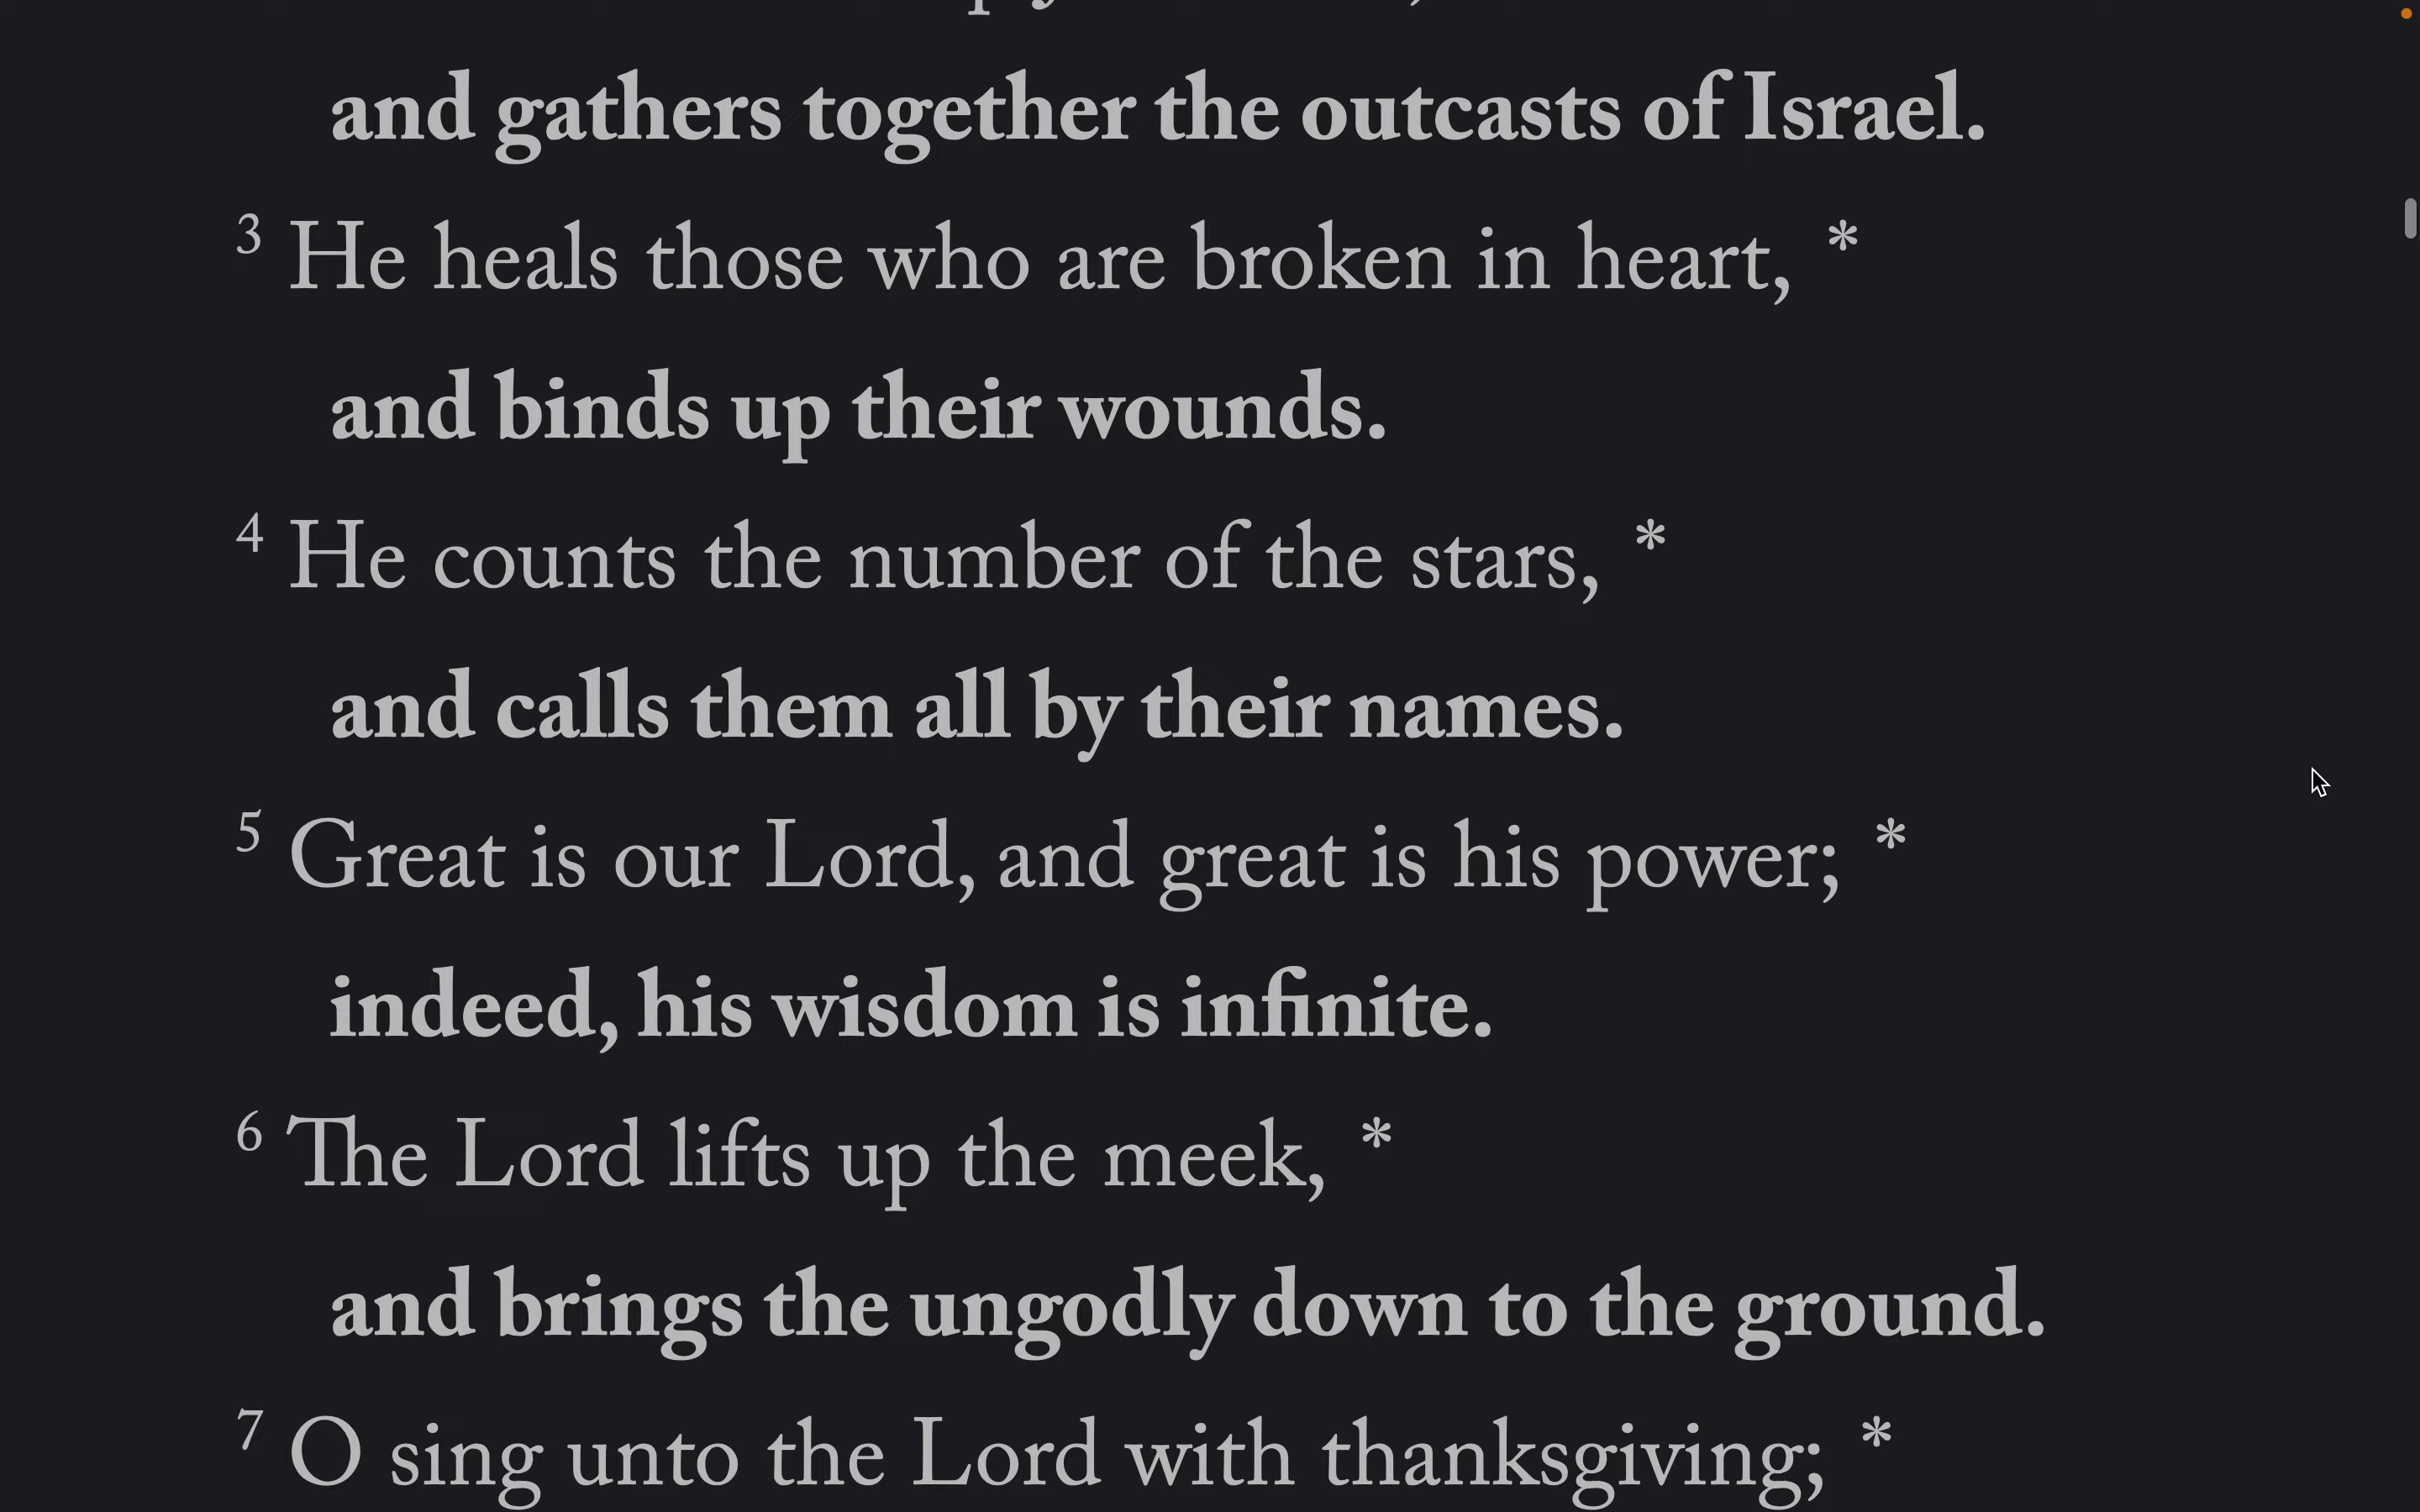 and gathers together the outcasts of Israel.
3 He heals those who are broken in heart, *
and binds up their wounds.
4 He counts the number of the stars, *
and calls them all by their names.
5 Great is our Lord, and great is his power; *
indeed, his wisdom is infinite.
6 The Lord lifts up the meek, *
and brings the ungodly down to the ground.
7 O sing unto the Lord with thanksgiving; *